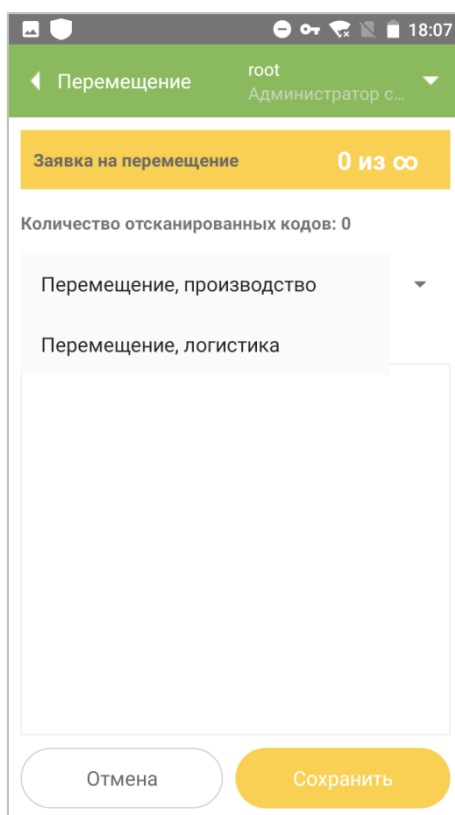 18:07
Перемещение
root
Администратор с...
Заявка на перемещение
0 из ∞
Количество отсканированных кодов: 0
Перемещение, производство
Перемещение, логистика
Отмена
Сохранить